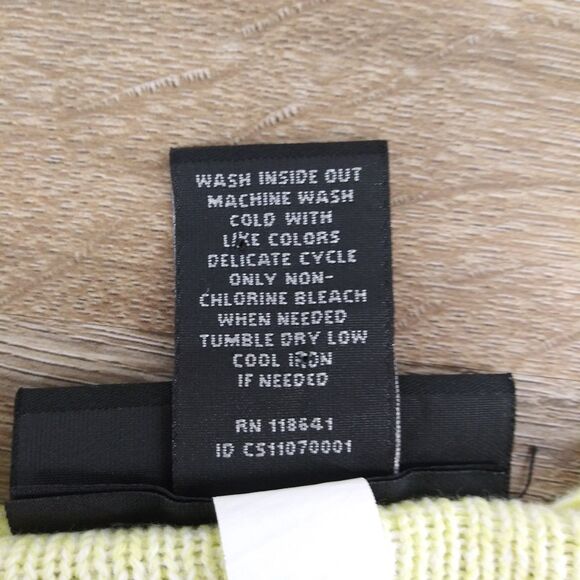 WASH INSIDE OUT
MACHINE WASH
COLD WITH
LIKE COLORS
DELICATE CYCLE
ONLY NON-
CHLORINE BLEACH
WHEN NEEDED
TUMBLE DRY LOW
COOL IRON
IF NEEDED
RN 118641
ID CS11070001